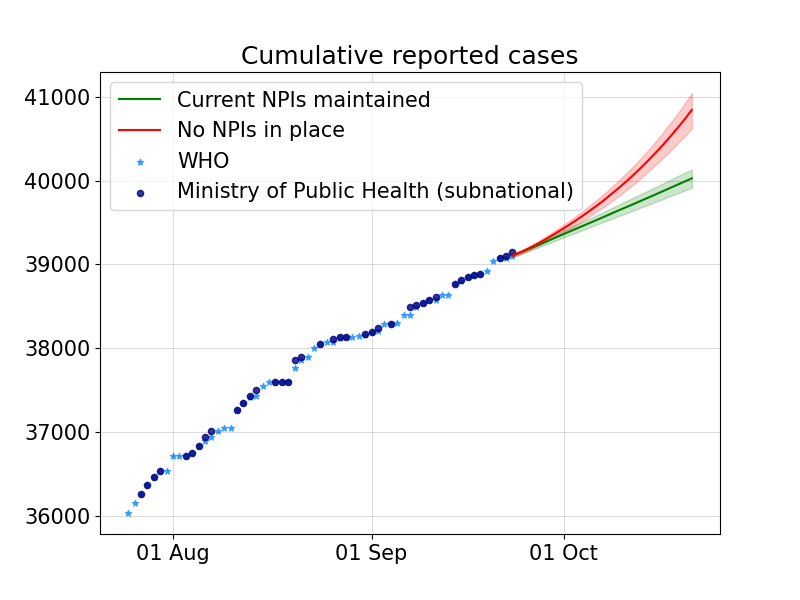 Cumulative reported cases
41000
40000
39000
38000
37000
36000
Current NPIs maintained
No NPIs in place
WHO
Ministry of Public Health (subnational)
01 Aug
01 Sep
01 Oct